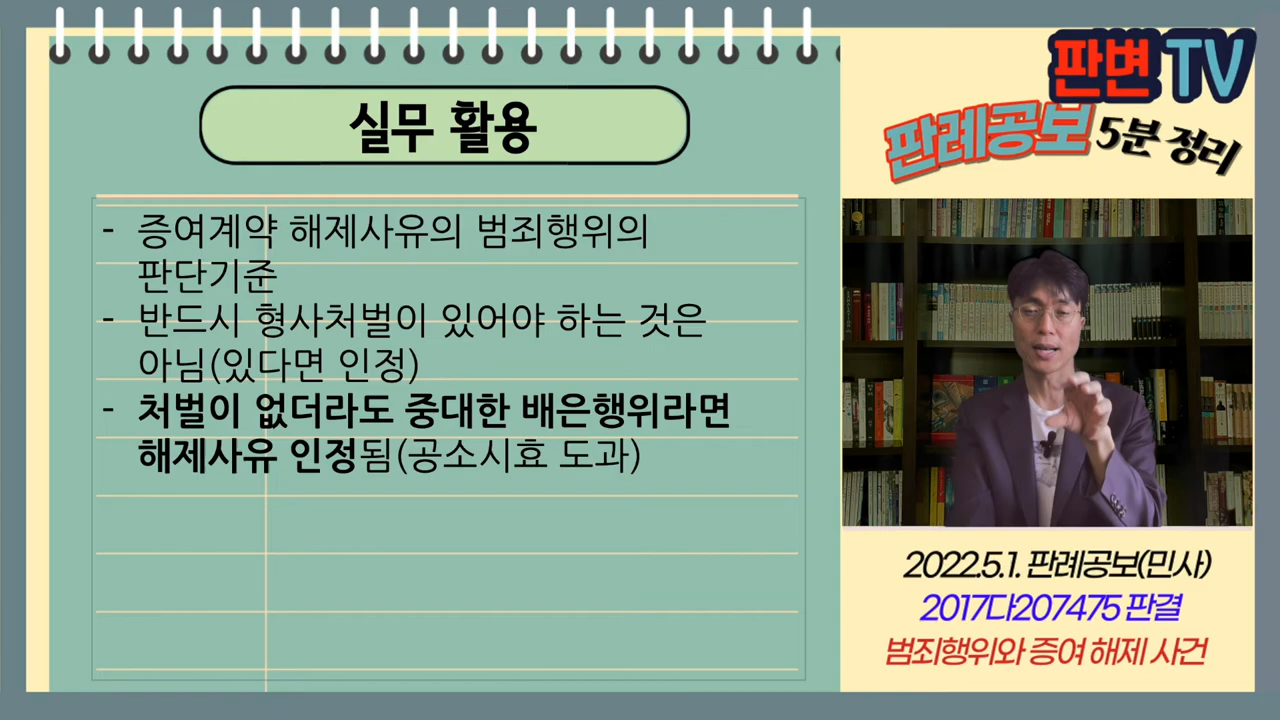 실무 활용
- 증여계약 해제사유의 범죄행위의
판단기준
- 반드시 형사처벌이 있어야 하는 것은
아님(있다면 인정)
- 처벌이 없더라도 중대한 배은행위라면
해제사유 인정됨(공소시효 도과)
판변 TV
판례공보 5분 정리
2022.5.1. 판례공보(민사)
2017다207475 판결
범죄행위와 증여 해제 사건